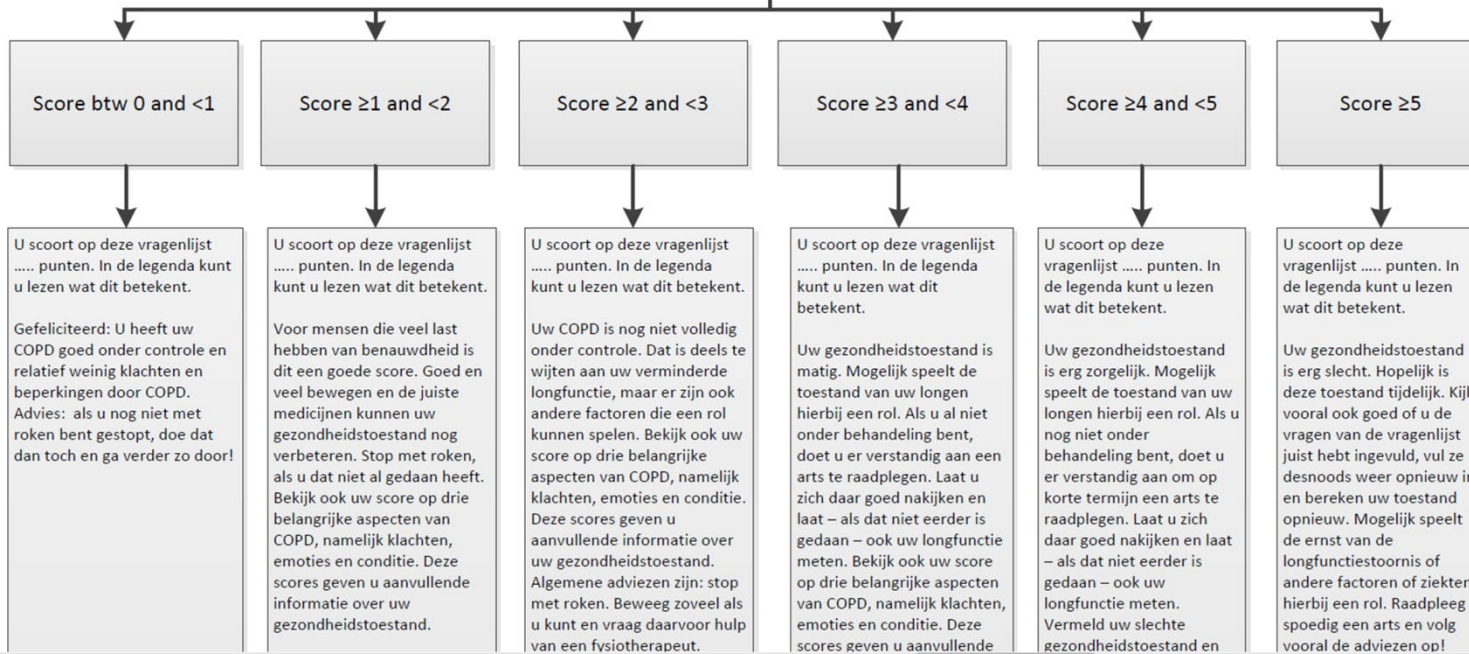 Score btw 0 and <1
Score ≥1 and <2
Score ≥2 and <3
Score ≥3 and <4
Score ≥4 and <5
Score ≥5
U scoort op deze vragenlijst
..... punten. In de legenda kunt
u lezen wat dit betekent.
Gefeliciteerd: U heeft uw
COPD goed onder controle en
relatief weinig klachten en
beperkingen door COPD.
Advies: als u nog niet met
roken bent gestopt, doe dat
dan toch en ga verder zo door!
U scoort op deze vragenlijst
..... punten. In de legenda
kunt u lezen wat dit betekent.
Voor mensen die veel last
hebben van benauwdheid is
dit een goede score. Goed en
veel bewegen en de juiste
medicijnen kunnen uw
gezondheidstoestand nog
verbeteren. Stop met roken,
als u dat niet al gedaan heeft.
Bekijk ook uw score op drie
belangrijke aspecten van
COPD, namelijk klachten,
emoties en conditie. Deze
scores geven u aanvullende
informatie over uw
gezondheidstoestand.
U scoort op deze vragenlijst
..... punten. In de legenda
kunt u lezen wat dit betekent.
Uw COPD is nog niet volledig
onder controle. Dat is deels te
wijten aan uw verminderde
longfunctie, maar er zijn ook
andere factoren die een rol
kunnen spelen. Bekijk ook uw
score op drie belangrijke
aspecten van COPD, namelijk
klachten, emoties en conditie.
Deze scores geven u
aanvullende informatie over
uw gezondheidstoestand.
Algemene adviezen zijn: stop
met roken. Beweeg zoveel als
u kunt en vraag daarvoor hulp
van een fysiotherapeut.
U scoort op deze vragenlijst
..... punten. In de legenda
kunt u lezen wat dit
betekent.
Uw gezondheidstoestand is
matig. Mogelijk speelt de
toestand van uw longen
hierbij een rol. Als u al niet
onder behandeling bent,
doet u er verstandig aan een
arts te raadplegen. Laat u
zich daar goed nakijken en
laat – als dat niet eerder is
gedaan – ook uw longfunctie
meten. Bekijk ook uw score
op drie belangrijke aspecten
van COPD, namelijk klachten,
emoties en conditie. Deze
scores geven u aanvullende
U scoort op deze
vragenlijst ..... punten. In
de legenda kunt u lezen
wat dit betekent.
Uw gezondheidstoestand
is erg zorgelijk. Mogelijk
speelt de toestand van uw
longen hierbij een rol. Als u
nog niet onder
behandeling bent, doet u
er verstandig aan om op
korte termijn een arts te
raadplegen. Laat u zich
daar goed nakijken en laat
– als dat niet eerder is
gedaan – ook uw
longfunctie meten.
Vermeld uw slechte
gezondheidstoestand en
U scoort op deze
vragenlijst ..... punten. In
de legenda kunt u lezen
wat dit betekent.
Uw gezondheidstoestand
is erg slecht. Hopelijk is
deze toestand tijdelijk. Kijk
vooral ook goed of u de
vragen van de vragenlijst
juist hebt ingevuld, vul ze
desnoods weer opnieuw in
en bereken uw toestand
opnieuw. Mogelijk speelt
de ernst van de
longfunctiestoornis of
andere factoren of ziekten
hierbij een rol. Raadpleeg
spoedig een arts en volg
vooral de adviezen op!